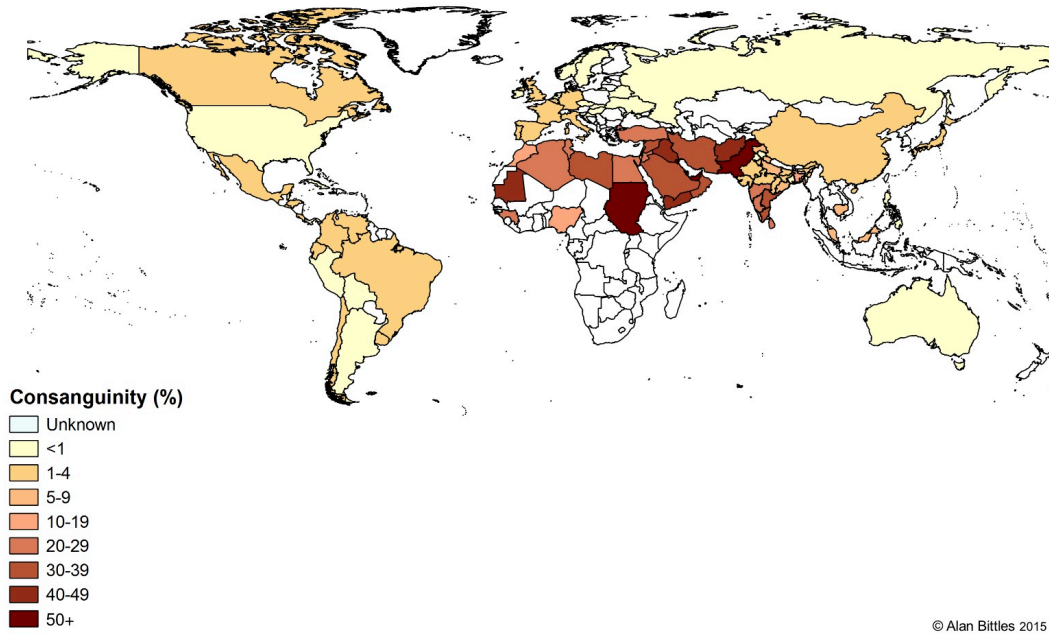 Consanguinity (%)
Unknown
<1
1-4
5-9
10-19
20-29
30-39
40-49
50+
© Alan Bittles 2015